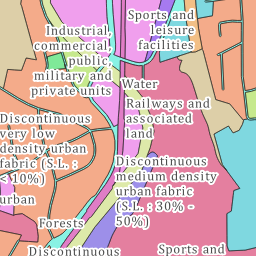 Sports and
leisure
facilities
Industrial,
commercial,
public,
military and
private units
Water
Railways and
associated
land
Discontinuous
very low
density urban
fabric (S.L. :
< 10%)
urban
Discontinuous
medium density
urban fabric
(S.L. : 30% -
50%)
Forests
Discontinuous
Sports and